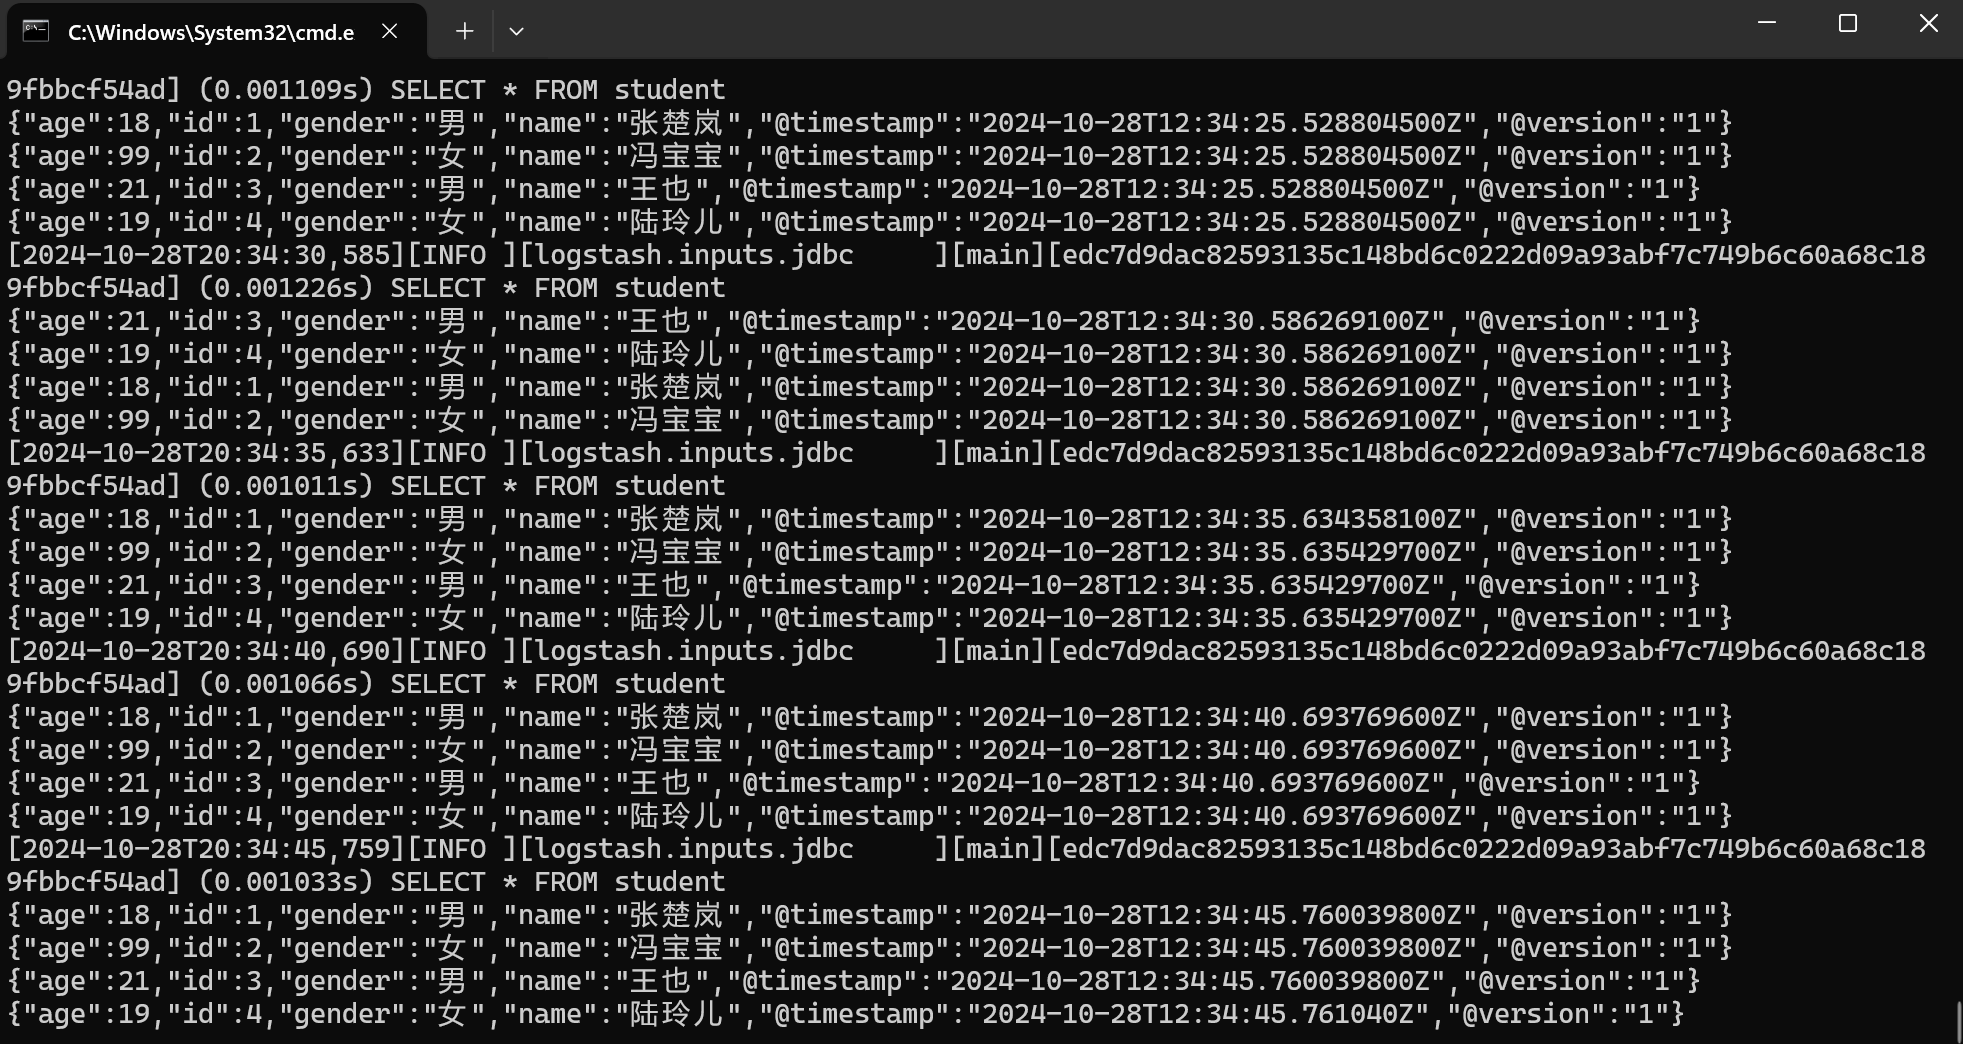 C:\Windows\System32\cmd.e
9fbbcf54ad] (0.001109s) SELECT * FROM student
{"age":18,"id":1,"gender":"男","name":"张楚岚","@timestamp":"2024-10-28T12:34:25.528804500Z","@version":"1"}
{"age":99,"id":2,"gender":"女","name":"冯宝宝","@timestamp":"2024-10-28T12:34:25.528804500Z","@version":"1"}
{"age":21,"id":3,"gender":"男","name":"王也","@timestamp":"2024-10-28T12:34:25.528804500Z","@version":"1"}
{"age":19,"id":4,"gender":"女","name":"陆玲儿","@timestamp":"2024-10-28T12:34:25.528804500Z","@version":"1"}
[2024-10-28T20:34:30,585][INFO ][logstash.inputs.jdbc     ][main][edc7d9dac82593135c148bd6c0222d09a93abf7c749b6c60a68c18
9fbbcf54ad] (0.001226s) SELECT * FROM student
{"age":21,"id":3,"gender":"男","name":"王也","@timestamp":"2024-10-28T12:34:30.586269100Z","@version":"1"}
{"age":19,"id":4,"gender":"女","name":"陆玲儿","@timestamp":"2024-10-28T12:34:30.586269100Z","@version":"1"}
{"age":18,"id":1,"gender":"男","name":"张楚岚","@timestamp":"2024-10-28T12:34:30.586269100Z","@version":"1"}
{"age":99,"id":2,"gender":"女","name":"冯宝宝","@timestamp":"2024-10-28T12:34:30.586269100Z","@version":"1"}
[2024-10-28T20:34:35,633][INFO ][logstash.inputs.jdbc     ][main][edc7d9dac82593135c148bd6c0222d09a93abf7c749b6c60a68c18
9fbbcf54ad] (0.001011s) SELECT * FROM student
{"age":18,"id":1,"gender":"男","name":"张楚岚","@timestamp":"2024-10-28T12:34:35.634358100Z","@version":"1"}
{"age":99,"id":2,"gender":"女","name":"冯宝宝","@timestamp":"2024-10-28T12:34:35.635429700Z","@version":"1"}
{"age":21,"id":3,"gender":"男","name":"王也","@timestamp":"2024-10-28T12:34:35.635429700Z","@version":"1"}
{"age":19,"id":4,"gender":"女","name":"陆玲儿","@timestamp":"2024-10-28T12:34:35.635429700Z","@version":"1"}
[2024-10-28T20:34:40,690][INFO ][logstash.inputs.jdbc     ][main][edc7d9dac82593135c148bd6c0222d09a93abf7c749b6c60a68c18
9fbbcf54ad] (0.001066s) SELECT * FROM student
{"age":18,"id":1,"gender":"男","name":"张楚岚","@timestamp":"2024-10-28T12:34:40.693769600Z","@version":"1"}
{"age":99,"id":2,"gender":"女","name":"冯宝宝","@timestamp":"2024-10-28T12:34:40.693769600Z","@version":"1"}
{"age":21,"id":3,"gender":"男","name":"王也","@timestamp":"2024-10-28T12:34:40.693769600Z","@version":"1"}
{"age":19,"id":4,"gender":"女","name":"陆玲儿","@timestamp":"2024-10-28T12:34:40.693769600Z","@version":"1"}
[2024-10-28T20:34:45,759][INFO ][logstash.inputs.jdbc     ][main][edc7d9dac82593135c148bd6c0222d09a93abf7c749b6c60a68c18
9fbbcf54ad] (0.001033s) SELECT * FROM student
{"age":18,"id":1,"gender":"男","name":"张楚岚","@timestamp":"2024-10-28T12:34:45.760039800Z","@version":"1"}
{"age":99,"id":2,"gender":"女","name":"冯宝宝","@timestamp":"2024-10-28T12:34:45.760039800Z","@version":"1"}
{"age":21,"id":3,"gender":"男","name":"王也","@timestamp":"2024-10-28T12:34:45.760039800Z","@version":"1"}
{"age":19,"id":4,"gender":"女","name":"陆玲儿","@timestamp":"2024-10-28T12:34:45.761040Z","@version":"1"}